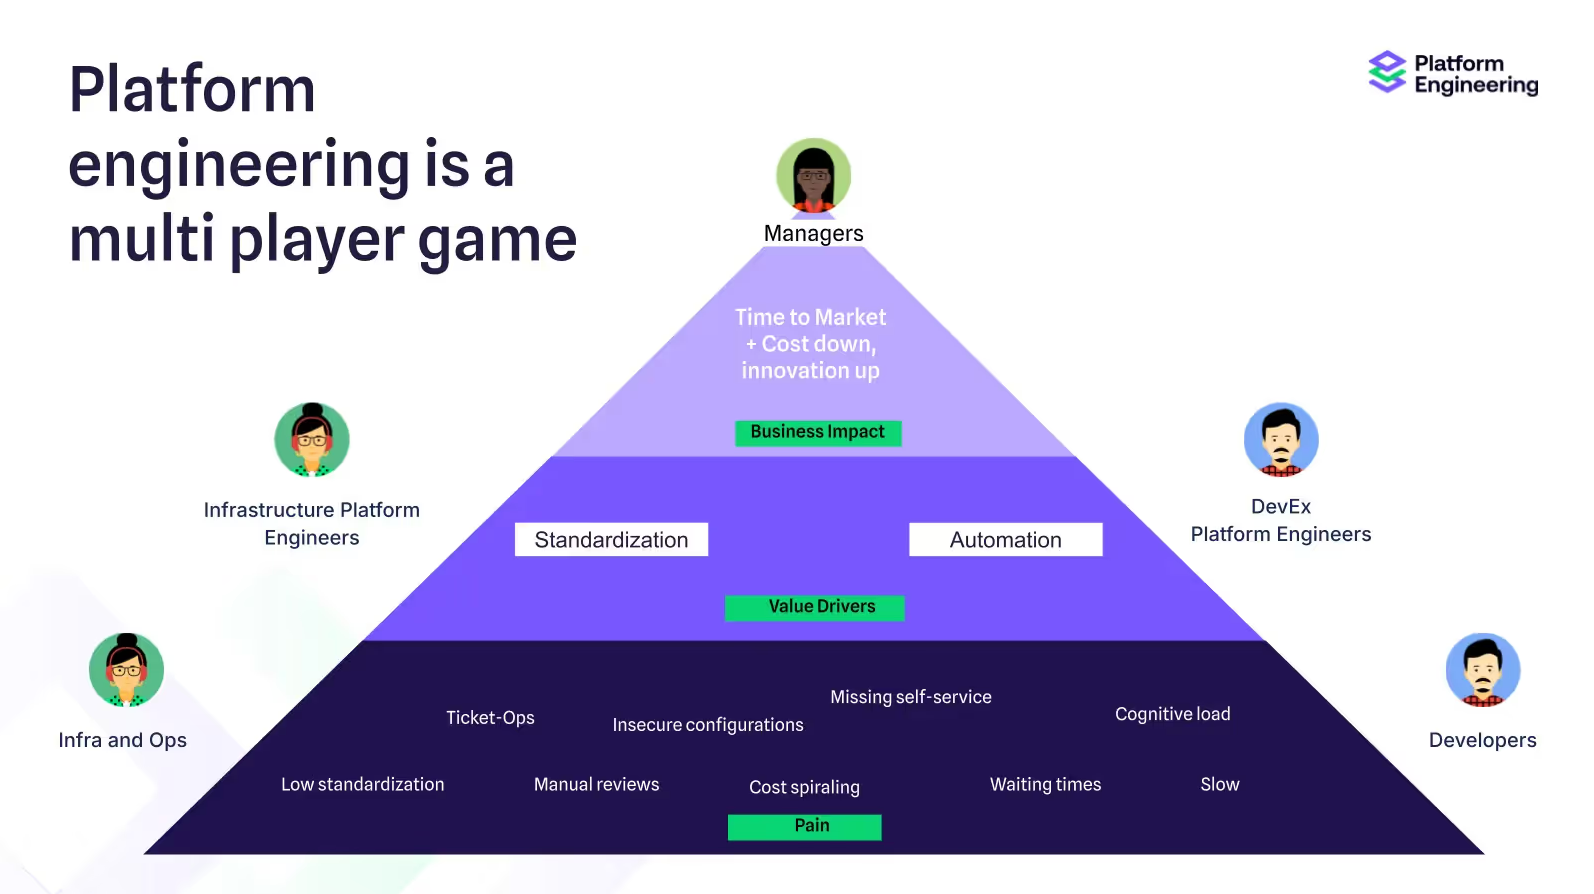 Platform
engineering is a
multi player game
Platform
Engineering
Managers
Time to Market
+ Cost down,
innovation up
Business Impact
Infrastructure Platform
Engineers
DevEx
Platform Engineers
Standardization
Automation
Value Drivers
Infra and Ops
Developers
Ticket-Ops
Insecure configurations
Missing self-service
Cognitive load
Low standardization
Manual reviews
Cost spiraling
Waiting times
Slow
Pain